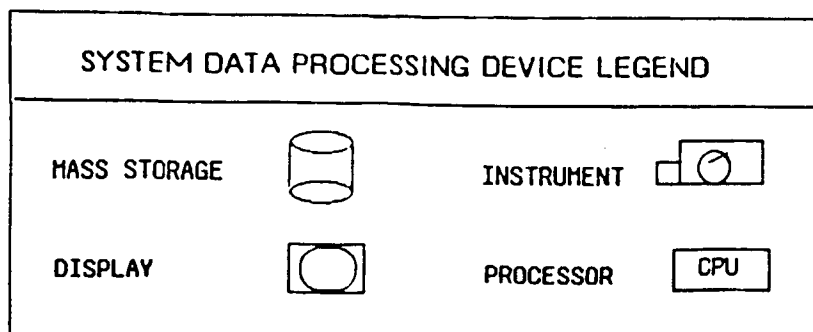 SYSTEM DATA PROCESSING DEVICE LEGEND
MASS STORAGE
INSTRUMENT
DISPLAY
PROCESSOR
CPU